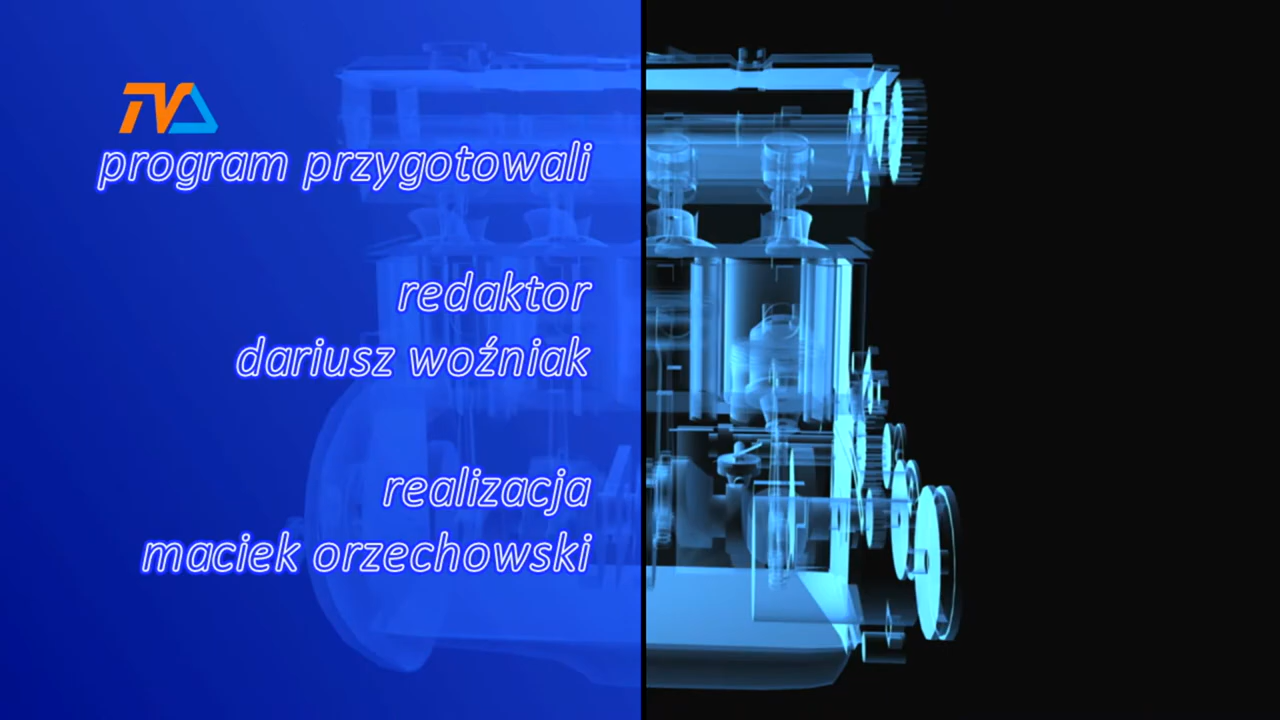 TVA
program przygotowali
redaktor
dariusz woźniak
realizacja
maciek orzechowski